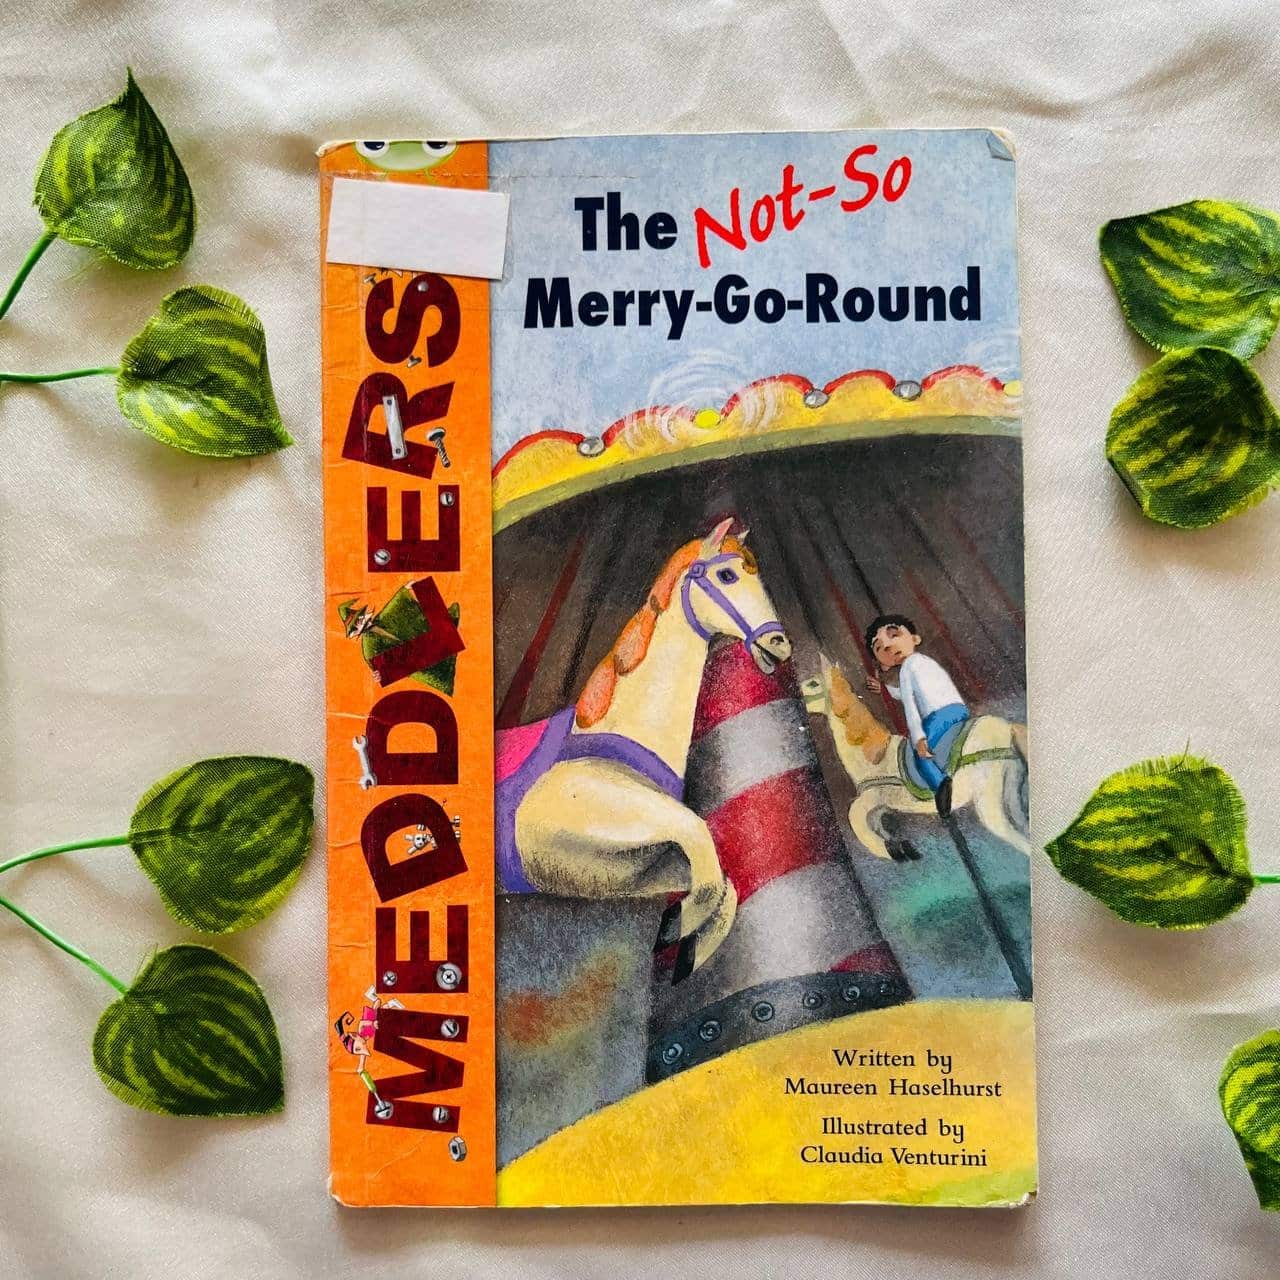 The Not-So
Merry-Go-Round
MEDDLERS
Written by
Maureen Haselhurst
Illustrated by
Claudia Venturini